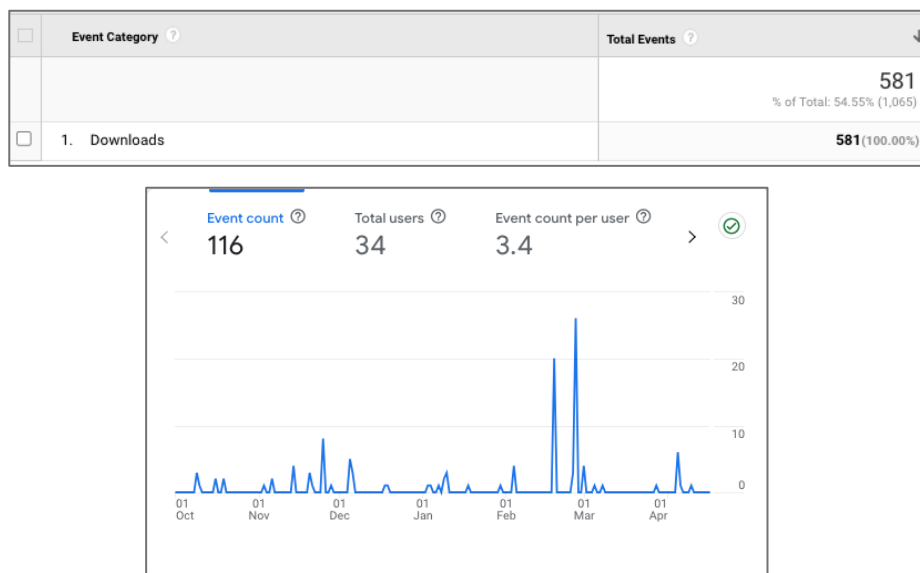 Event Category ?
Total Events ?
581
% of Total: 54.55% (1,065)
1. Downloads
581(100.00%)
Event count ?
Total users ?
Event count per user ?
116
34
3.4
30
20
10
0
01 01 01 01 01 01 01
Oct Nov Dec Jan Feb Mar Apr